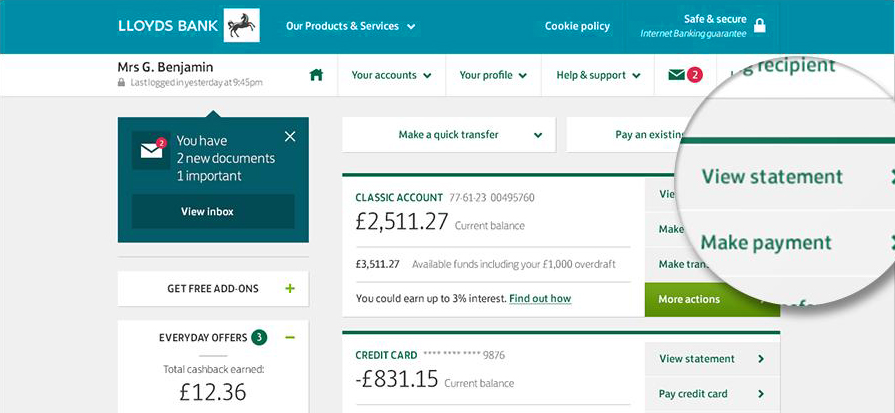 LLOYDS BANK
Our Products & Services
Cookie policy
Safe & secure
Internet Banking guarantee
Mrs G. Benjamin
Last logged in yesterday at 9:45pm
Your accounts
Your profile
Help & support
2
recipient
You have
2 new documents
1 important
2
View inbox
Make a quick transfer
Pay an existin
View statement
Make payment
CLASSIC ACCOUNT 77-61-23 00495760
£2,511.27 Current balance
£3,511.27 Available funds including your £1,000 overdraft
You could earn up to 3% interest. Find out how
Vie
Make
Make tran
More actions
GET FREE ADD-ONS
EVERYDAY OFFERS 3
Total cashback earned:
£12.36
CREDIT CARD **** **** **** 9876
-£831.15 Current balance
View statement
Pay credit card